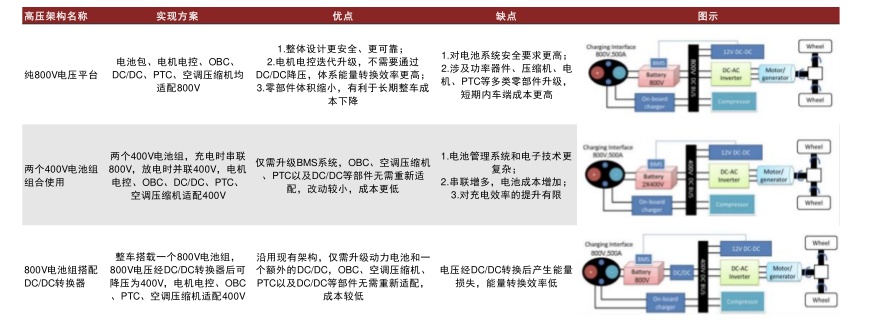 高压架构名称 实现方案 优点 缺点 图示
纯800V电压平台
电池包、电机电控、OBC、
DC/DC、PTC、空调压缩机均
适配800V
1.整体设计更安全、更可靠；
2.电机电控迭代升级，不需要通过
DC/DC降压，体系能量转换效率更高；
3.零部件体积缩小，有利于长期整车成
本下降
1.对电池系统安全要求更高；
2.涉及功率器件、压缩机、电
机、PTC等多类零部件升级，
短期内车端成本更高
Charging Interface
800V,500A
BMS
Battery
800V
On-board
charger
800V DC BUS
12V DC-DC
DC-AC
Inverter
Motor/
generator
Compressor
Wheel
Wheel
两个400V电池组
组合使用
两个400V电池组，充电时串联
800V，放电时并联400V，电机
电控、OBC、DC/DC、PTC、
空调压缩机适配400V
仅需升级BMS系统，OBC、空调压缩机
、PTC以及DC/DC等部件无需重新适
配，改动较小，成本更低
1.电池管理系统和电子技术更
复杂；
2.串联增多，电池成本增加；
3.对充电效率的提升有限
Charging Interface
800V,500A
BMS
Battery
2X400V
On-board
charger
400V DC BUS
12V DC-DC
DC-AC
Inverter
Motor/
generator
Compressor
Wheel
Wheel
800V电池组搭配
DC/DC转换器
整车搭载一个800V电池组，
800V电压经DC/DC转换器后可
降压为400V，电机电控、OBC
、PTC、空调压缩机适配400V
沿用现有架构，仅需升级动力电池和一
个额外的DC/DC，OBC、空调压缩机、
PTC以及DC/DC等部件无需重新适配，
成本较低
电压经DC/DC转换后产生能量
损失，能量转换效率低
Charging Interface
800V,500A
BMS
Battery
800V
DC/DC
On-board
charger
400V DC BUS
12V DC-DC
DC-AC
Inverter
Motor/
generator
Compressor
Wheel
Wheel